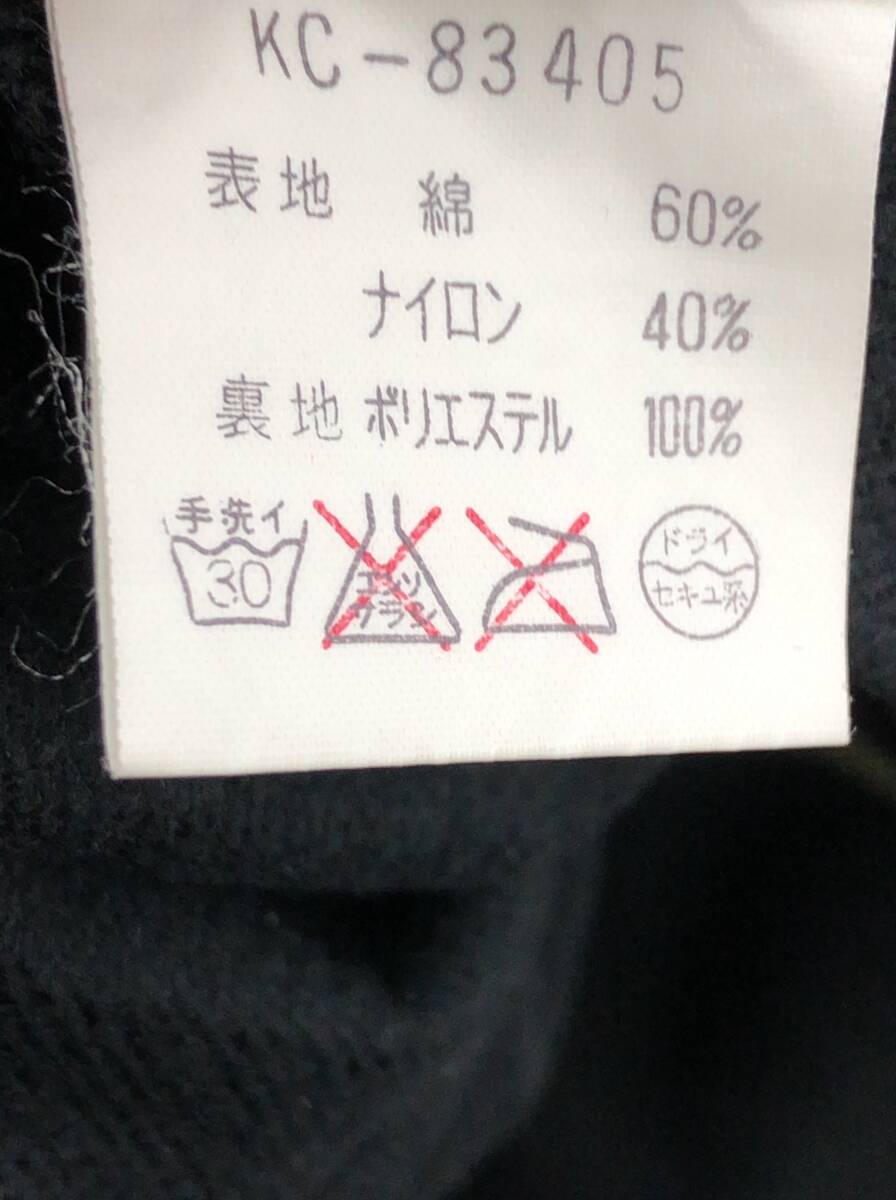 KC-83405
表地 綿 60%
ナイロン 40%
裏地 ポリエステル 100%
手洗イ
30
エンソ
サラシ
ドライ
セキユ系